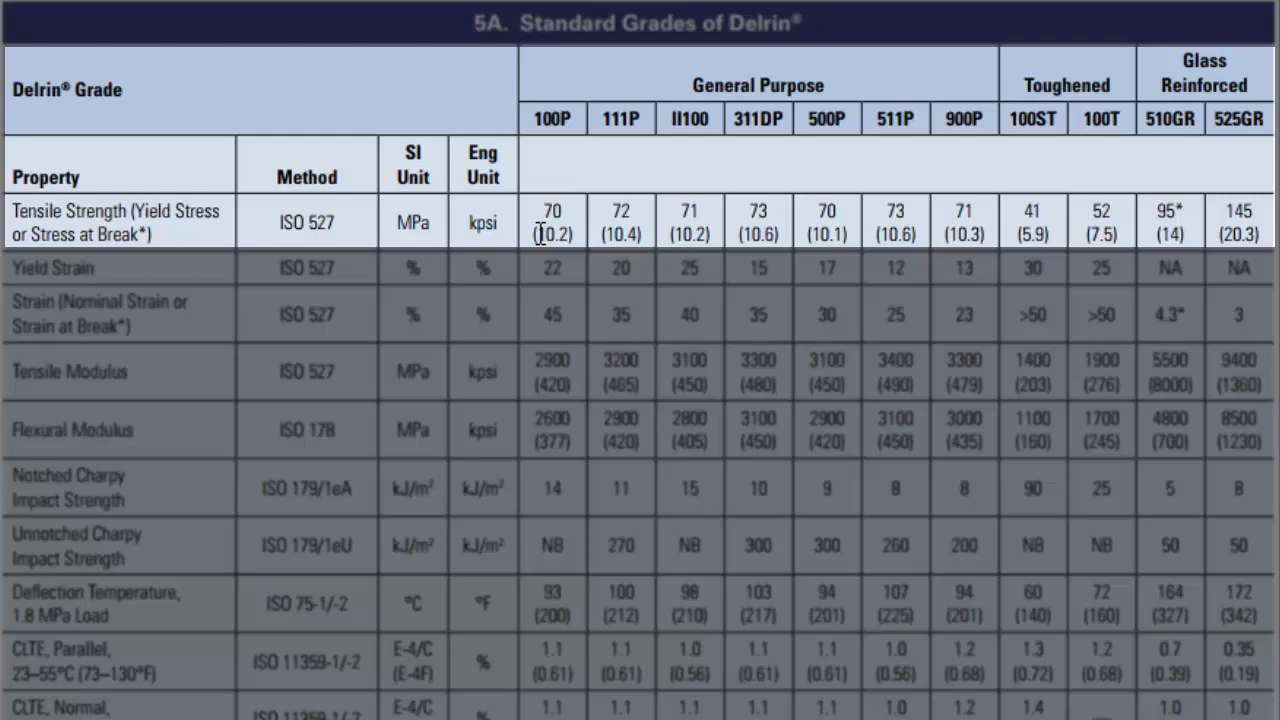 5A. Standard Grades of Delrin®
Delrin® Grade General Purpose Toughened Glass Reinforced
100P 111P II100 311DP 500P 511P 900P 100ST 100T 510GR 525GR
Property Method SI Unit Eng Unit
Tensile Strength (Yield Stress or Stress at Break*) ISO 527 MPa kpsi 70 (10.2) 72 (10.4) 71 (10.2) 73 (10.6) 70 (10.1) 73 (10.6) 71 (10.3) 41 (5.9) 52 (7.5) 95* (14) 145 (20.3)
Yield Strain ISO 527 % % 22 20 25 15 17 12 13 30 25 NA NA
Strain (Nominal Strain or Strain at Break*) ISO 527 % % 45 35 40 35 30 25 23 >50 >50 4.3* 3
Tensile Modulus ISO 527 MPa kpsi 2900 (420) 3200 (465) 3100 (450) 3300 (480) 3100 (450) 3400 (490) 3300 (479) 1400 (203) 1900 (276) 5500 (8000) 9400 (1360)
Flexural Modulus ISO 178 MPa kpsi 2600 (377) 2900 (420) 2800 (405) 3100 (450) 2900 (420) 3100 (450) 3000 (435) 1100 (160) 1700 (245) 4800 (700) 8500 (1230)
Notched Charpy Impact Strength ISO 179/1eA kJ/m² kJ/m² 14 11 15 10 9 8 8 90 25 5 8
Unnotched Charpy Impact Strength ISO 179/1eU kJ/m² kJ/m² NB 270 NB 300 300 260 200 NB NB 50 50
Deflection Temperature, 1.8 MPa Load ISO 75-1/-2 °C °F 93 (200) 100 (212) 98 (210) 103 (217) 94 (201) 107 (225) 94 (201) 60 (140) 72 (160) 164 (327) 172 (342)
CLTE, Parallel, 23–55°C (73–130°F) ISO 11359-1/-2 E-4/C (E-4F) % 1.1 (0.61) 1.1 (0.61) 1.0 (0.56) 1.1 (0.61) 1.1 (0.61) 1.0 (0.56) 1.2 (0.68) 1.3 (0.72) 1.2 (0.68) 0.7 (0.39) 0.35 (0.19)
CLTE, Normal, ISO 11359-1/-2 E-4/C % 1.1 1.1 1.1 1.1 1.1 1.0 1.2 1.4 1.0 1.0